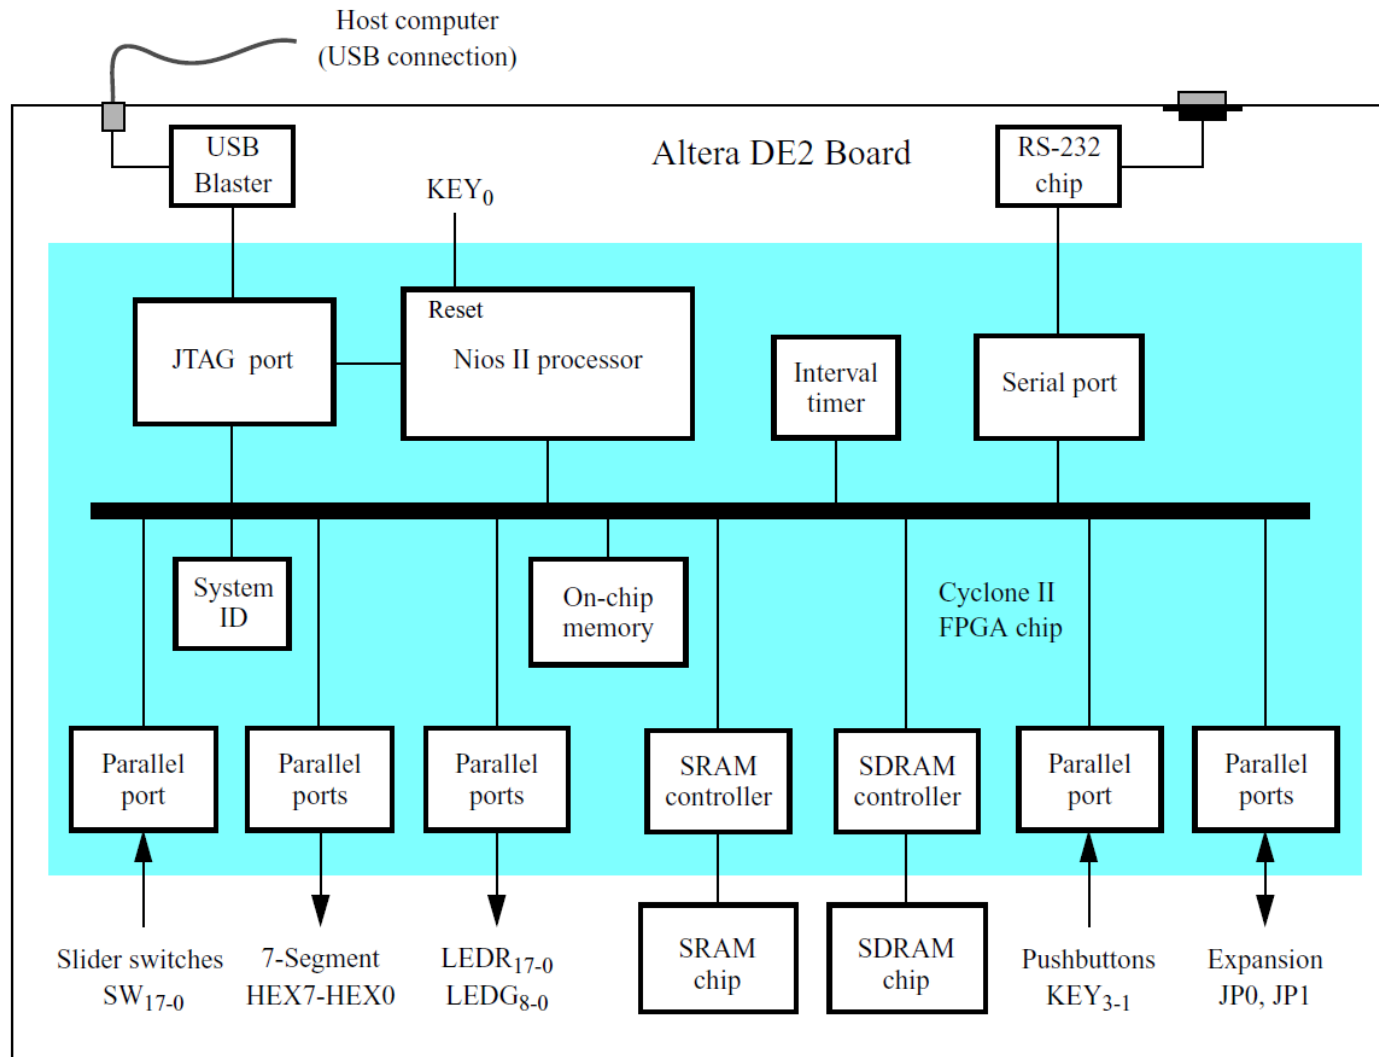 Host computer
(USB connection)
USB
Blaster
Altera DE2 Board
RS-232
chip
KEY0
Reset
JTAG port
Nios II processor
Interval
timer
Serial port
System
ID
On-chip
memory
Cyclone II
FPGA chip
Parallel
port
Parallel
ports
Parallel
ports
SRAM
controller
SDRAM
controller
Parallel
port
Parallel
ports
Slider switches
SW17-0
7-Segment
HEX7-HEX0
LEDR17-0
LEDG8-0
SRAM
chip
SDRAM
chip
Pushbuttons
KEY3-1
Expansion
JP0, JP1